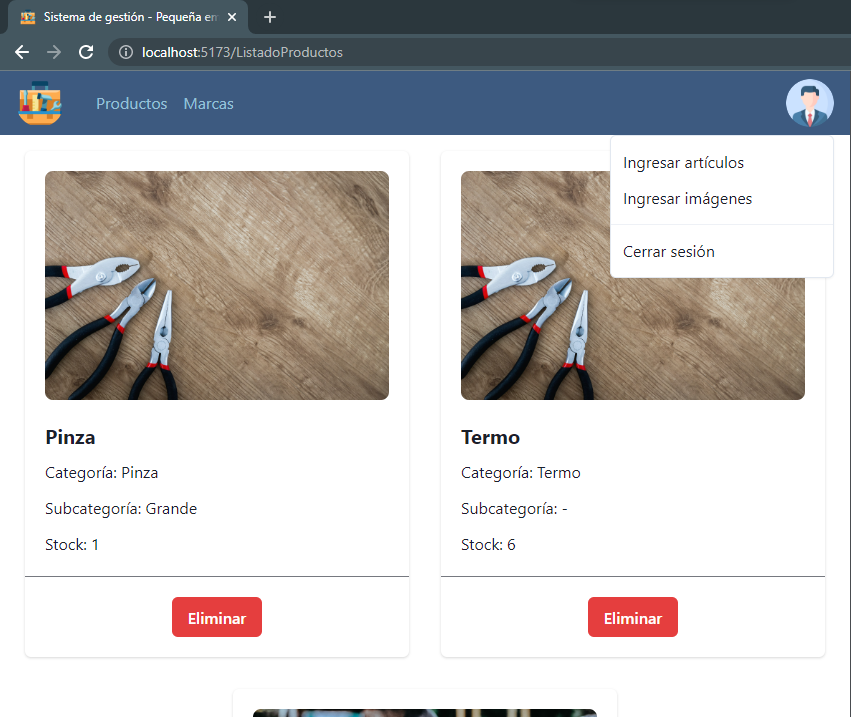 Sistema de gestión - Pequeña em
localhost:5173/ListadoProductos
Productos Marcas
Ingresar artículos
Ingresar imágenes
Cerrar sesión
Pinza
Categoría: Pinza
Subcategoría: Grande
Stock: 1
Eliminar
Termo
Categoría: Termo
Subcategoría: -
Stock: 6
Eliminar